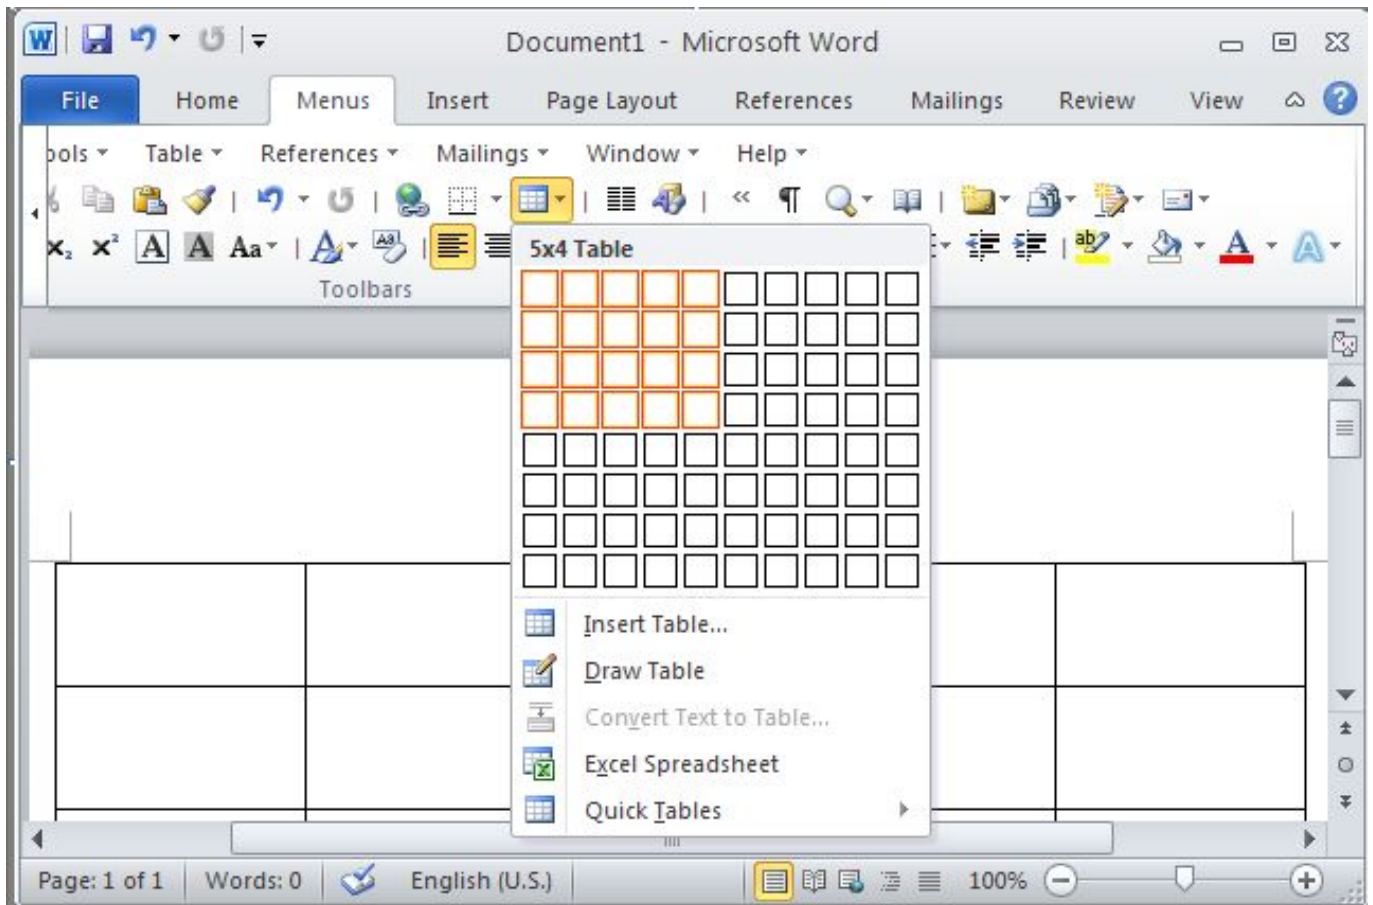 Document1 - Microsoft Word
File Home Menus Insert Page Layout References Mailings Review View
ools Table References Mailings Window Help
Aa
Toolbars
5x4 Table
Insert Table...
Draw Table
Convert Text to Table...
Excel Spreadsheet
Quick Tables
Page: 1 of 1 Words: 0 English (U.S.) 100%